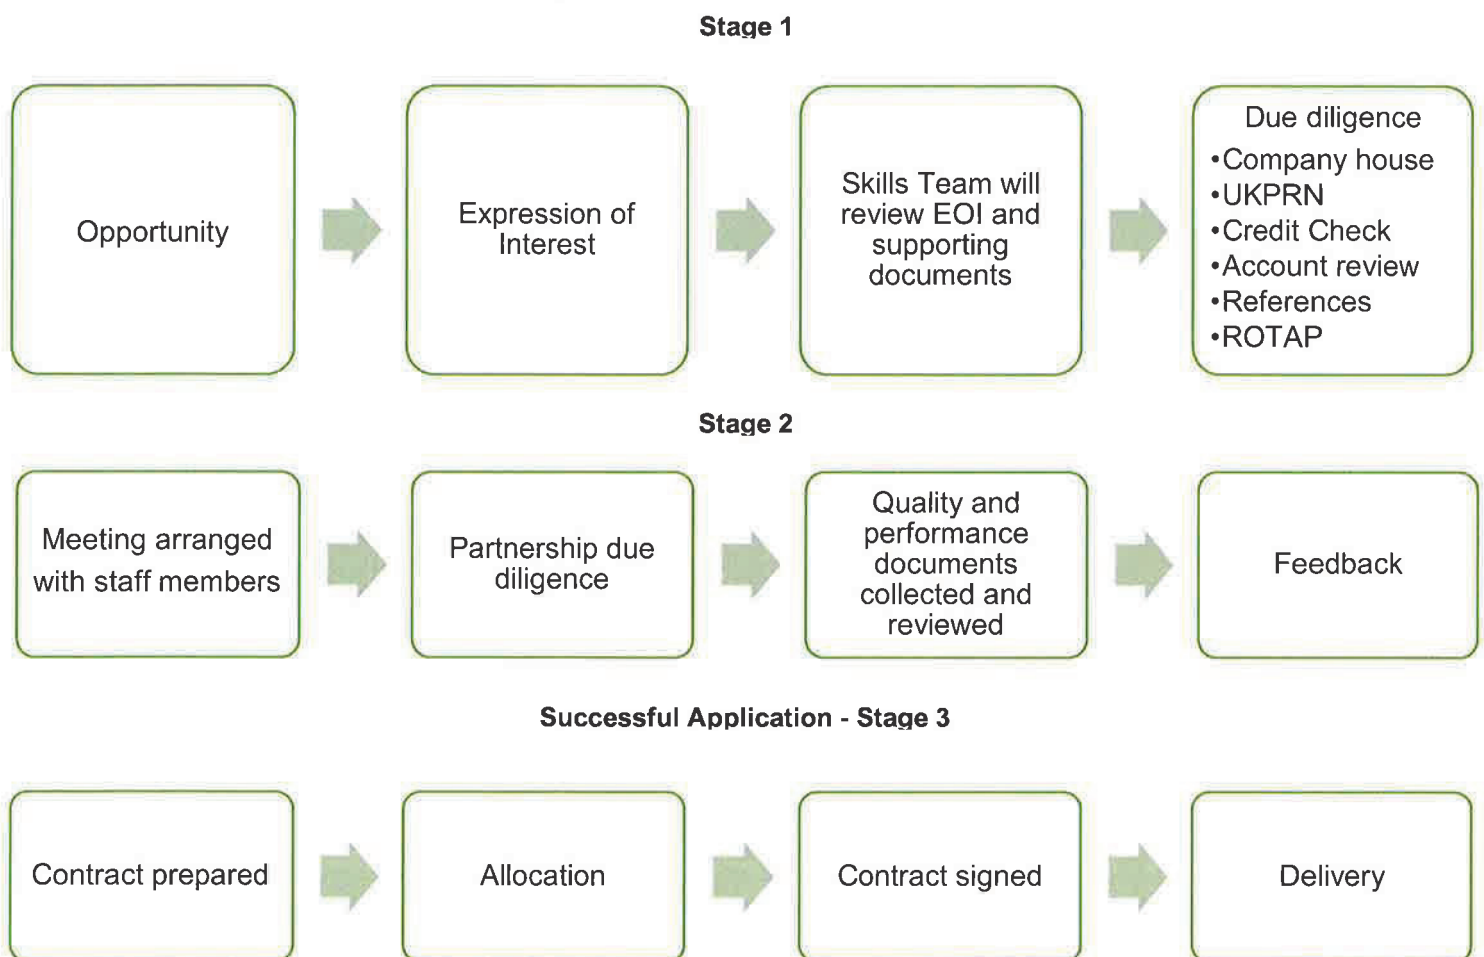 Stage 1
Opportunity
Expression of
Interest
Skills Team will
review EOI and
supporting
documents
Due diligence
•Company house
•UKPRN
•Credit Check
•Account review
•References
•ROTAP
Stage 2
Meeting arranged
with staff members
Partnership due
diligence
Quality and
performance
documents
collected and
reviewed
Feedback
Successful Application - Stage 3
Contract prepared
Allocation
Contract signed
Delivery